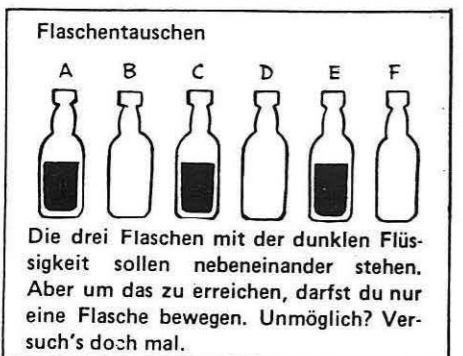 Flaschentauschen
A B C D E F
Die drei Flaschen mit der dunklen Flüs-
sigkeit sollen nebeneinander stehen.
Aber um das zu erreichen, darfst du nur
eine Flasche bewegen. Unmöglich? Ver-
such's doch mal.